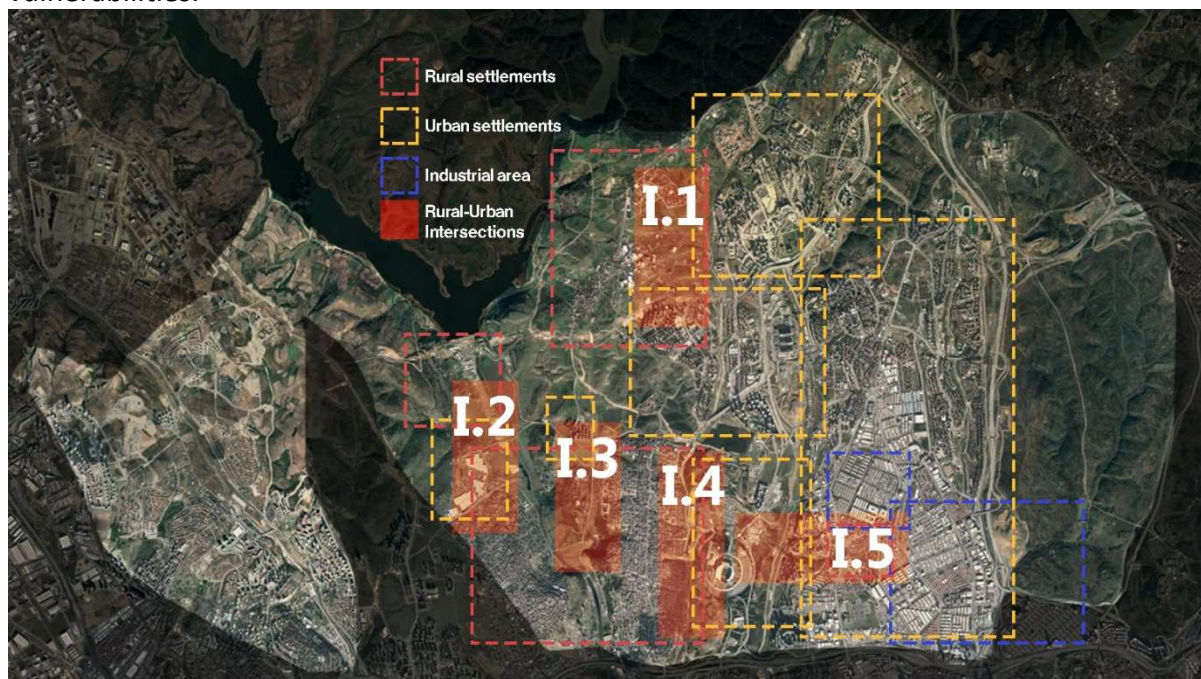 Rural settlements
Urban settlements
Industrial area
Rural-Urban
Intersections
I.1
I.2
I.3
I.4
I.5